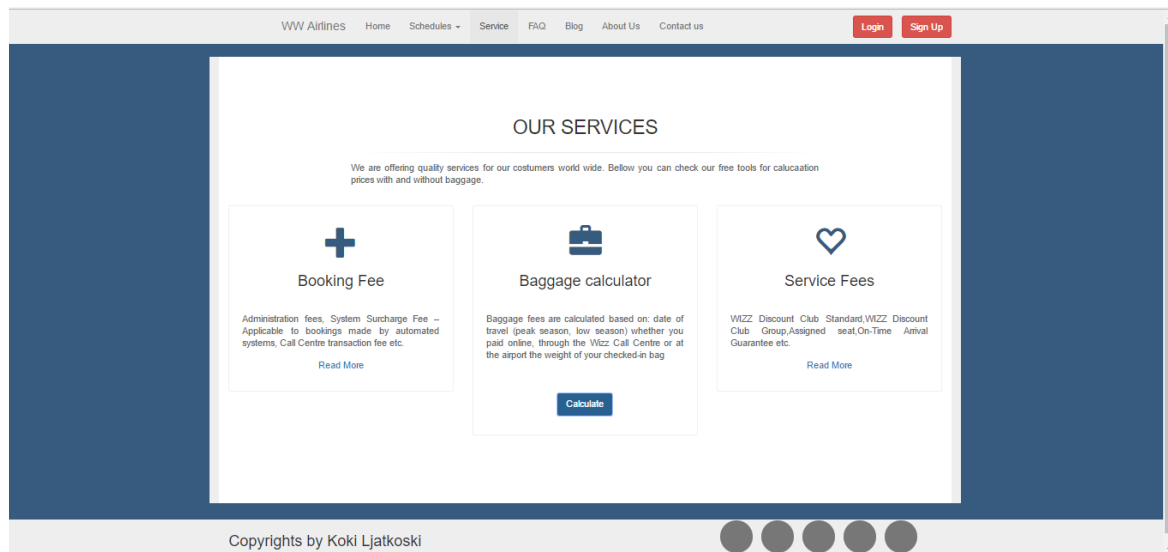 WW Airlines Home Schedules Service FAQ Blog About Us Contact us Login Sign Up
OUR SERVICES
We are offering quality services for our costumers world wide. Bellow you can check our free tools for calucaation
prices with and without baggage.
Booking Fee
Administration fees, System Surcharge Fee –
Applicable to bookings made by automated
systems, Call Centre transaction fee etc.
Read More
Baggage calculator
Baggage fees are calculated based on: date of
travel (peak season, low season) whether you
paid online, through the Wizz Call Centre or at
the airport the weight of your checked-in bag
Calculate
Service Fees
WIZZ Discount Club Standard,WIZZ Discount
Club Group,Assigned seat,On-Time Arrival
Guarantee etc.
Read More
Copyrights by Koki Ljatkoski